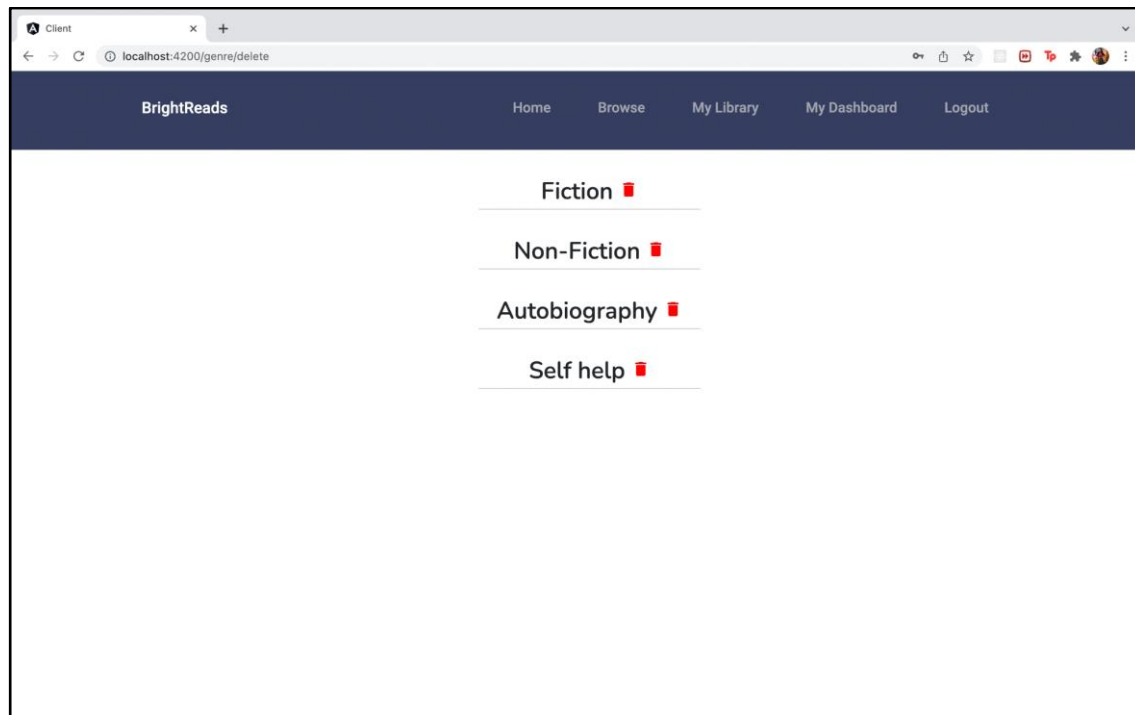 Client
localhost:4200/genre/delete
BrightReads Home Browse My Library My Dashboard Logout
Fiction
Non-Fiction
Autobiography
Self help